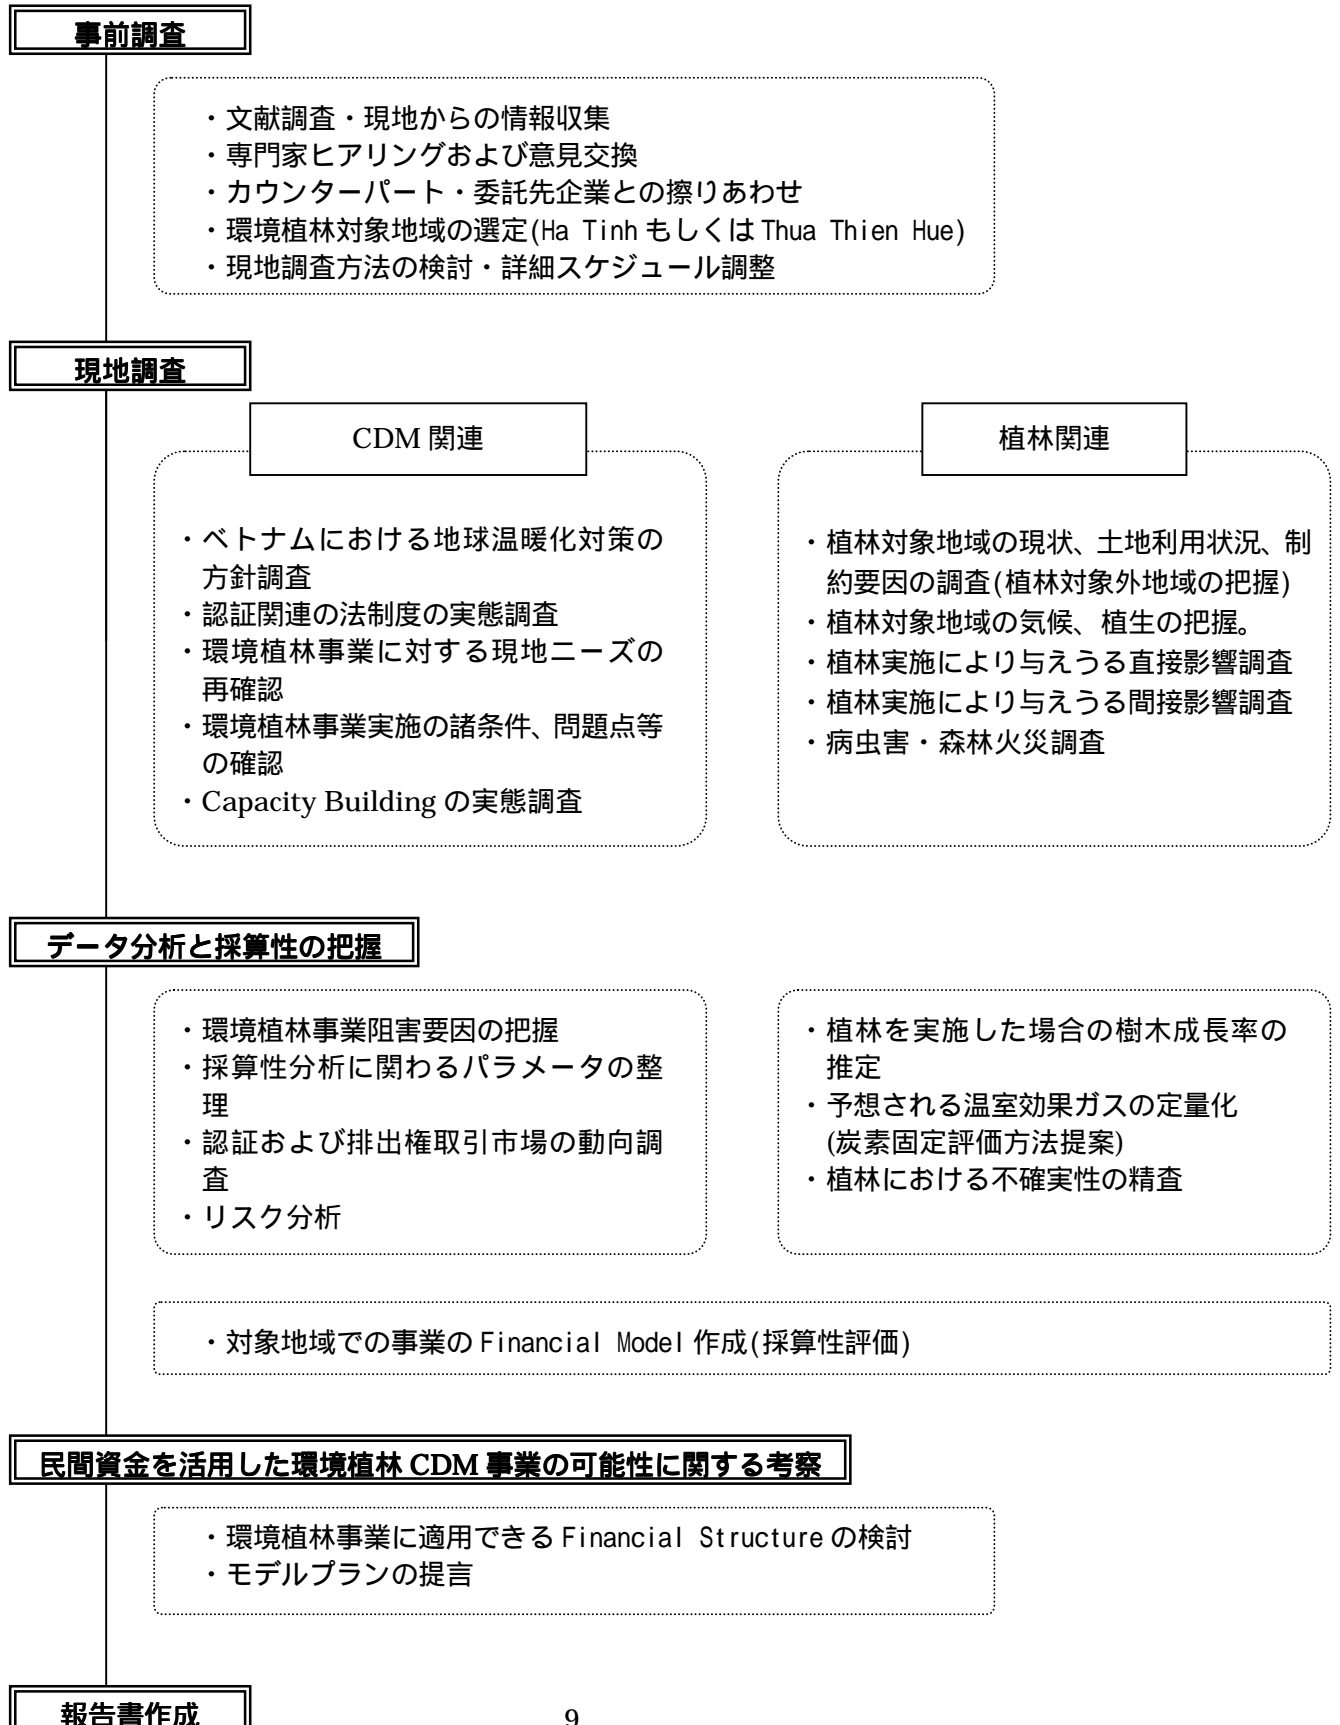 事前調査
・文献調査・現地からの情報収集
・専門家ヒアリングおよび意見交換
・カウンターパート・委託先企業との擦りあわせ
・環境植林対象地域の選定(Ha Tinh もしくは Thua Thien Hue)
・現地調査方法の検討・詳細スケジュール調整
現地調査
CDM 関連
・ベトナムにおける地球温暖化対策の
方針調査
・認証関連の法制度の実態調査
・環境植林事業に対する現地ニーズの
再確認
・環境植林事業実施の諸条件、問題点等
の確認
・Capacity Building の実態調査
植林関連
・植林対象地域の現状、土地利用状況、制
約要因の調査(植林対象外地域の把握)
・植林対象地域の気候、植生の把握。
・植林実施により与えうる直接影響調査
・植林実施により与えうる間接影響調査
・病虫害・森林火災調査
データ分析と採算性の把握
・環境植林事業阻害要因の把握
・採算性分析に関わるパラメータの整
理
・認証および排出権取引市場の動向調
査
・リスク分析
・植林を実施した場合の樹木成長率の
推定
・予想される温室効果ガスの定量化
(炭素固定評価方法提案)
・植林における不確実性の精査
・対象地域での事業の Financial Model 作成(採算性評価)
民間資金を活用した環境植林 CDM 事業の可能性に関する考察
・環境植林事業に適用できる Financial Structure の検討
・モデルプランの提言
報告書作成
9